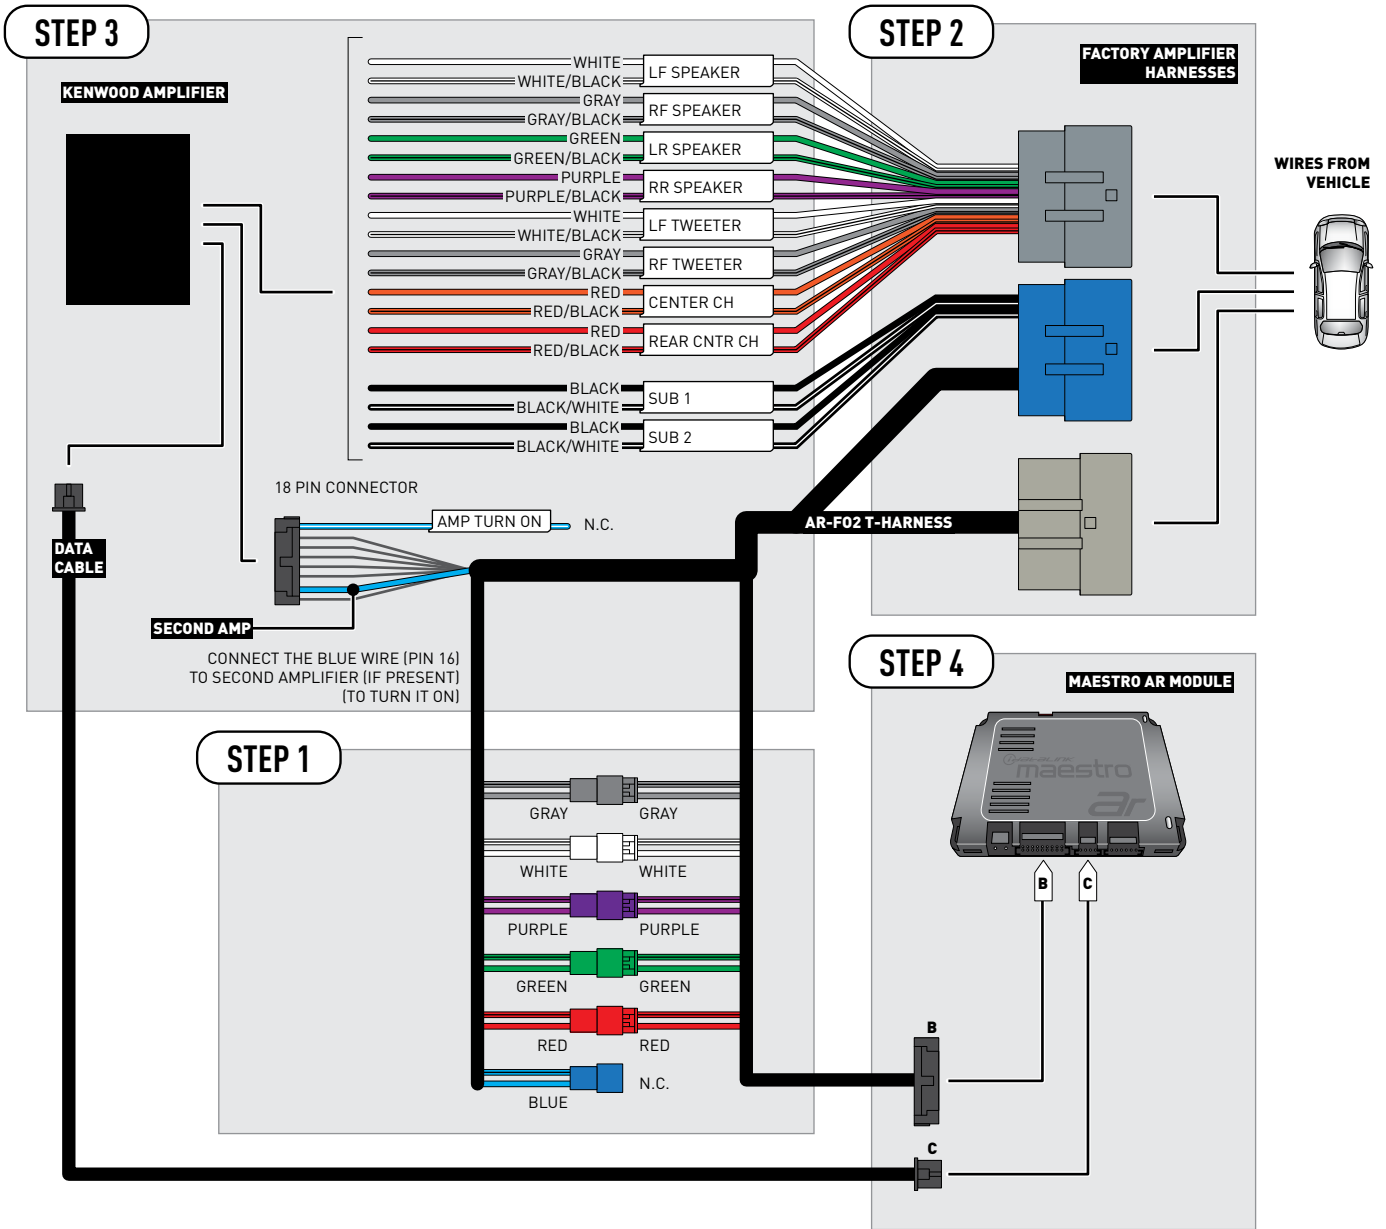 STEP 3
KENWOOD AMPLIFIER
WHITE
WHITE/BLACK
LF SPEAKER
GRAY
GRAY/BLACK
RF SPEAKER
GREEN
GREEN/BLACK
LR SPEAKER
PURPLE
PURPLE/BLACK
RR SPEAKER
WHITE
WHITE/BLACK
LF TWEETER
GRAY
GRAY/BLACK
RF TWEETER
RED
RED/BLACK
CENTER CH
RED
RED/BLACK
REAR CNTR CH
BLACK
BLACK/WHITE
SUB 1
BLACK
BLACK/WHITE
SUB 2
18 PIN CONNECTOR
AMP TURN ON
N.C.
DATA
CABLE
SECOND AMP
CONNECT THE BLUE WIRE (PIN 16)
TO SECOND AMPLIFIER (IF PRESENT)
(TO TURN IT ON)
STEP 2
FACTORY AMPLIFIER
HARNESSES
WIRES FROM
VEHICLE
AR-FO2 T-HARNESS
STEP 1
GRAY
GRAY
WHITE
WHITE
PURPLE
PURPLE
GREEN
GREEN
RED
RED
BLUE
N.C.
STEP 4
MAESTRO AR MODULE
maestro
ar
B
C
B
C